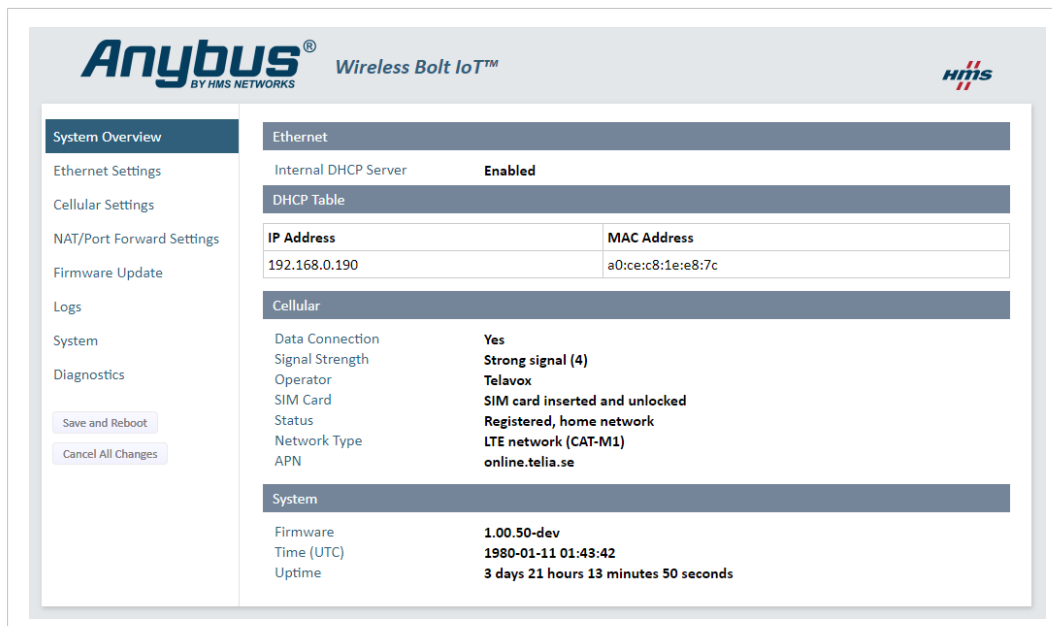 Anybus®
BY HMS NETWORKS
Wireless Bolt IoT™
HMS
System Overview
Ethernet Settings
Cellular Settings
NAT/Port Forward Settings
Firmware Update
Logs
System
Diagnostics
Save and Reboot
Cancel All Changes
Ethernet
Internal DHCP Server Enabled
DHCP Table
IP Address MAC Address
192.168.0.190 a0:ce:c8:1e:e8:7c
Cellular
Data Connection Yes
Signal Strength Strong signal (4)
Operator Telavox
SIM Card SIM card inserted and unlocked
Status Registered, home network
Network Type LTE network (CAT-M1)
APN online.telia.se
System
Firmware 1.00.50-dev
Time (UTC) 1980-01-11 01:43:42
Uptime 3 days 21 hours 13 minutes 50 seconds